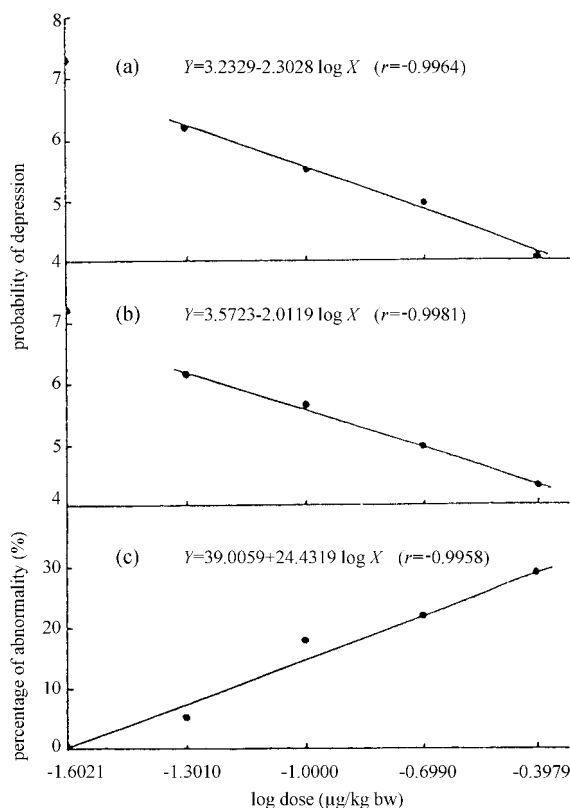 8
(a) Y=3.2329-2.3028 log X (r=-0.9964)
7
6
5
4
probability of depression
(b) Y=3.5723-2.0119 log X (r=-0.9981)
7
6
5
4
(c) Y=39.0059+24.4319 log X (r=-0.9958)
30
20
10
0
percentage of abnormality (%)
-1.6021 -1.3010 -1.0000 -0.6990 -0.3979
log dose (μg/kg bw)